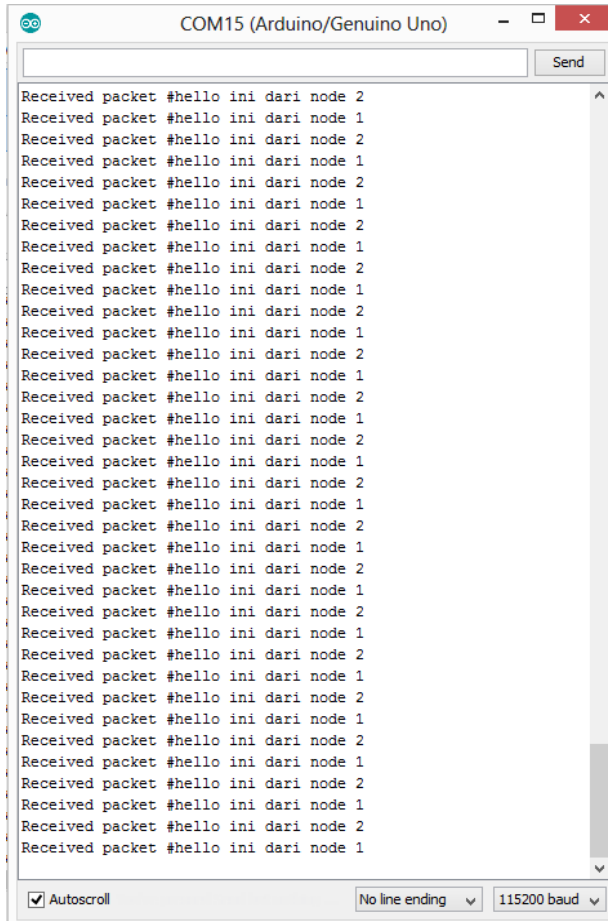 COM15 (Arduino/Genuino Uno)
Send
Received packet #hello ini dari node 2
Received packet #hello ini dari node 1
Received packet #hello ini dari node 2
Received packet #hello ini dari node 1
Received packet #hello ini dari node 2
Received packet #hello ini dari node 1
Received packet #hello ini dari node 2
Received packet #hello ini dari node 1
Received packet #hello ini dari node 2
Received packet #hello ini dari node 1
Received packet #hello ini dari node 2
Received packet #hello ini dari node 1
Received packet #hello ini dari node 2
Received packet #hello ini dari node 1
Received packet #hello ini dari node 2
Received packet #hello ini dari node 1
Received packet #hello ini dari node 2
Received packet #hello ini dari node 1
Received packet #hello ini dari node 2
Received packet #hello ini dari node 1
Received packet #hello ini dari node 2
Received packet #hello ini dari node 1
Received packet #hello ini dari node 2
Received packet #hello ini dari node 1
Received packet #hello ini dari node 2
Received packet #hello ini dari node 1
Received packet #hello ini dari node 2
Received packet #hello ini dari node 1
Received packet #hello ini dari node 2
Received packet #hello ini dari node 1
Received packet #hello ini dari node 2
Received packet #hello ini dari node 1
Received packet #hello ini dari node 2
Received packet #hello ini dari node 1
Received packet #hello ini dari node 2
Received packet #hello ini dari node 1
Autoscroll No line ending 115200 baud